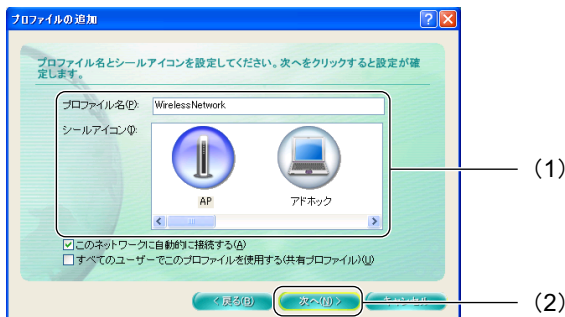 プロファイルの追加
プロファイル名とシールアイコンを設定してください。次へをクリックすると設定が確
定します。
プロファイル名(P): WirelessNetwork
シールアイコン(I):
(1)
AP アドホック
このネットワークに自動的に接続する(A)
すべてのユーザーでこのプロファイルを使用する(共有プロファイル)(U)
< 戻る(B) 次へ(N) > キャンセル (2)